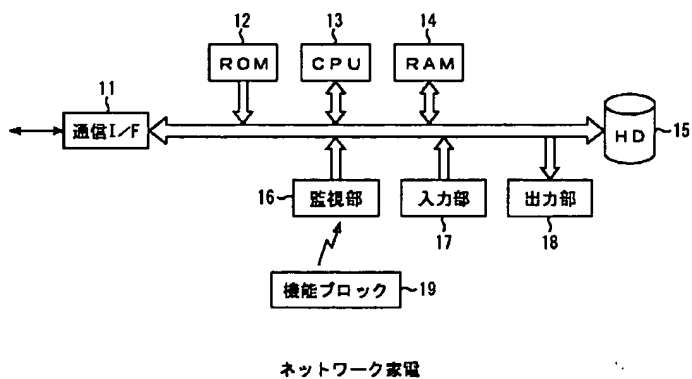 12
13
14
ROM
CPU
RAM
11
通信I/F
HD
15
16
監視部
入力部
出力部
17
18
機能ブロック
19
ネットワーク家電